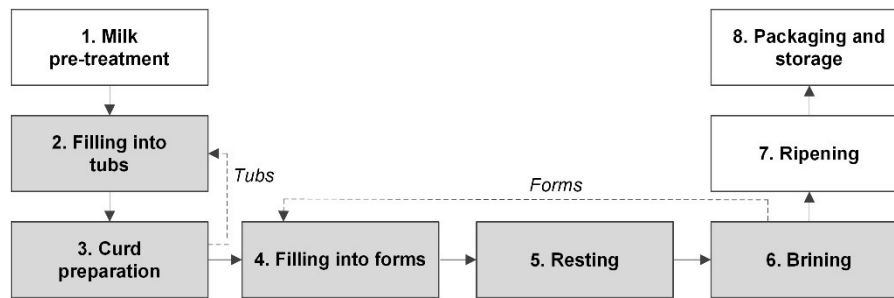 1. Milk
pre-treatment
2. Filling into
tubs
Tubs
3. Curd
preparation
4. Filling into forms
Forms
5. Resting
6. Brining
7. Ripening
8. Packaging and
storage